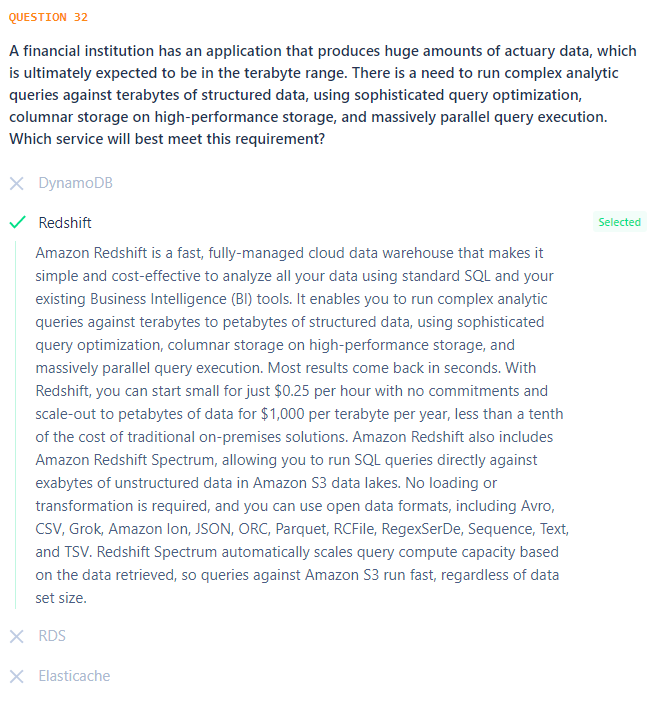 QUESTION 32
A financial institution has an application that produces huge amounts of actuary data, which
is ultimately expected to be in the terabyte range. There is a need to run complex analytic
queries against terabytes of structured data, using sophisticated query optimization,
columnar storage on high-performance storage, and massively parallel query execution.
Which service will best meet this requirement?
DynamoDB
Redshift
Selected
Amazon Redshift is a fast, fully-managed cloud data warehouse that makes it
simple and cost-effective to analyze all your data using standard SQL and your
existing Business Intelligence (BI) tools. It enables you to run complex analytic
queries against terabytes to petabytes of structured data, using sophisticated
query optimization, columnar storage on high-performance storage, and
massively parallel query execution. Most results come back in seconds. With
Redshift, you can start small for just $0.25 per hour with no commitments and
scale-out to petabytes of data for $1,000 per terabyte per year, less than a tenth
of the cost of traditional on-premises solutions. Amazon Redshift also includes
Amazon Redshift Spectrum, allowing you to run SQL queries directly against
exabytes of unstructured data in Amazon S3 data lakes. No loading or
transformation is required, and you can use open data formats, including Avro,
CSV, Grok, Amazon Ion, JSON, ORC, Parquet, RCFile, RegexSerDe, Sequence, Text,
and TSV. Redshift Spectrum automatically scales query compute capacity based
on the data retrieved, so queries against Amazon S3 run fast, regardless of data
set size.
RDS
Elasticache